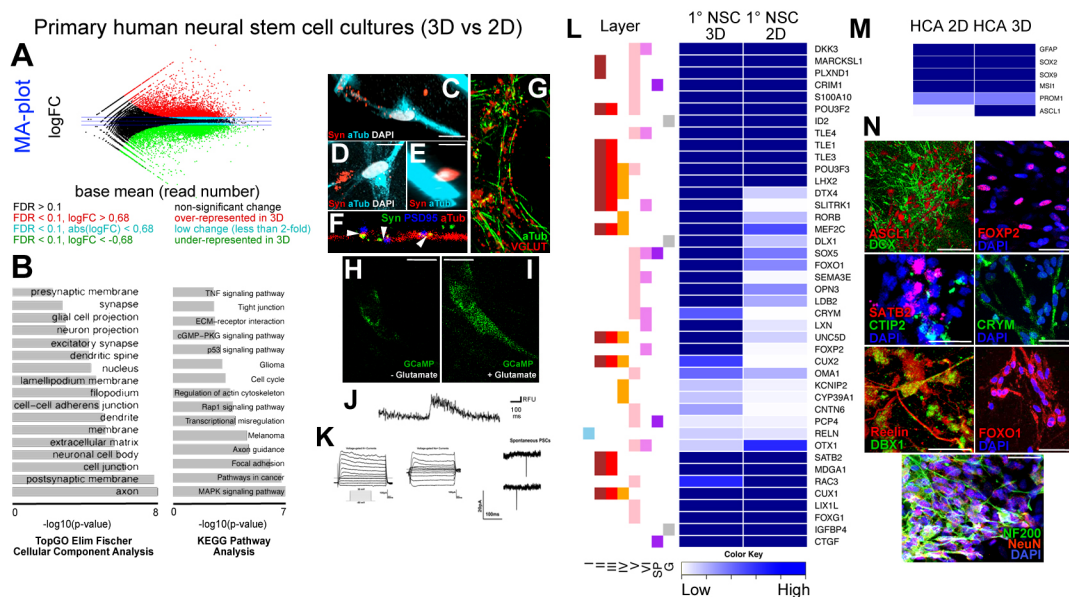 Primary human neural stem cell cultures (3D vs 2D)
A
MA-plot
logFC
base mean (read number)
FDR > 0.1 non-significant change
FDR < 0.1, logFC > 0,68 over-represented in 3D
FDR < 0.1, abs(logFC) < 0,68 low change (less than 2-fold)
FDR < 0.1, logFC < -0,68 under-represented in 3D
B
presynaptic membrane
synapse
glial cell projection
neuron projection
excitatory synapse
dendritic spine
nucleus
lamellipodium membrane
filopodium
cell-cell adherens junction
dendrite
membrane
extracellular matrix
neuronal cell body
cell junction
postsynaptic membrane
axon
0 8
-log10(p-value)
TopGO Elim Fischer
Cellular Component Analysis
TNF signaling pathway
Tight junction
ECM-receptor interaction
cGMP-PKG signaling pathway
p53 signaling pathway
Glioma
Cell cycle
Regulation of actin cytoskeleton
Rap1 signaling pathway
Transcriptional misregulation
Melanoma
Axon guidance
Focal adhesion
Pathways in cancer
MAPK signaling pathway
0 7
-log10(p-value)
KEGG Pathway
Analysis
C
Syn aTub DAPI
D
Syn aTub DAPI
E
Syn aTub
F
Syn PSD95 aTub
G
aTub
VGLUT
H
GCaMP
- Glutamate
I
GCaMP
+ Glutamate
J
RFU
100
ms
K
Spontaneous PSCs
100ms
L
Layer
1° NSC 1° NSC
3D 2D
DKK3
MARCKSL1
PLXND1
CRIM1
S100A10
POU3F2
ID2
TLE4
TLE1
TLE3
POU3F3
LHX2
DTX4
SLITRK1
RORB
MEF2C
DLX1
SOX5
FOXO1
SEMA3E
OPN3
LDB2
CRYM
LXN
UNC5D
FOXP2
CUX2
OMA1
KCNIP2
CYP39A1
CNTN6
PCP4
RELN
OTX1
SATB2
MDGA1
RAC3
CUX1
LIX1L
FOXG1
IGFBP4
CTGF
I
II
III
IV
V
VI
SP
G
Color Key
Low High
M
HCA 2D HCA 3D
GFAP
SOX2
SOX9
MSI1
PROM1
ASCL1
N
ASCL1
DCX
FOXP2
DAPI
SATB2
CTIP2
DAPI
CRYM
DAPI
Reelin
DBX1
FOXO1
DAPI
NF200
NeuN
DAPI